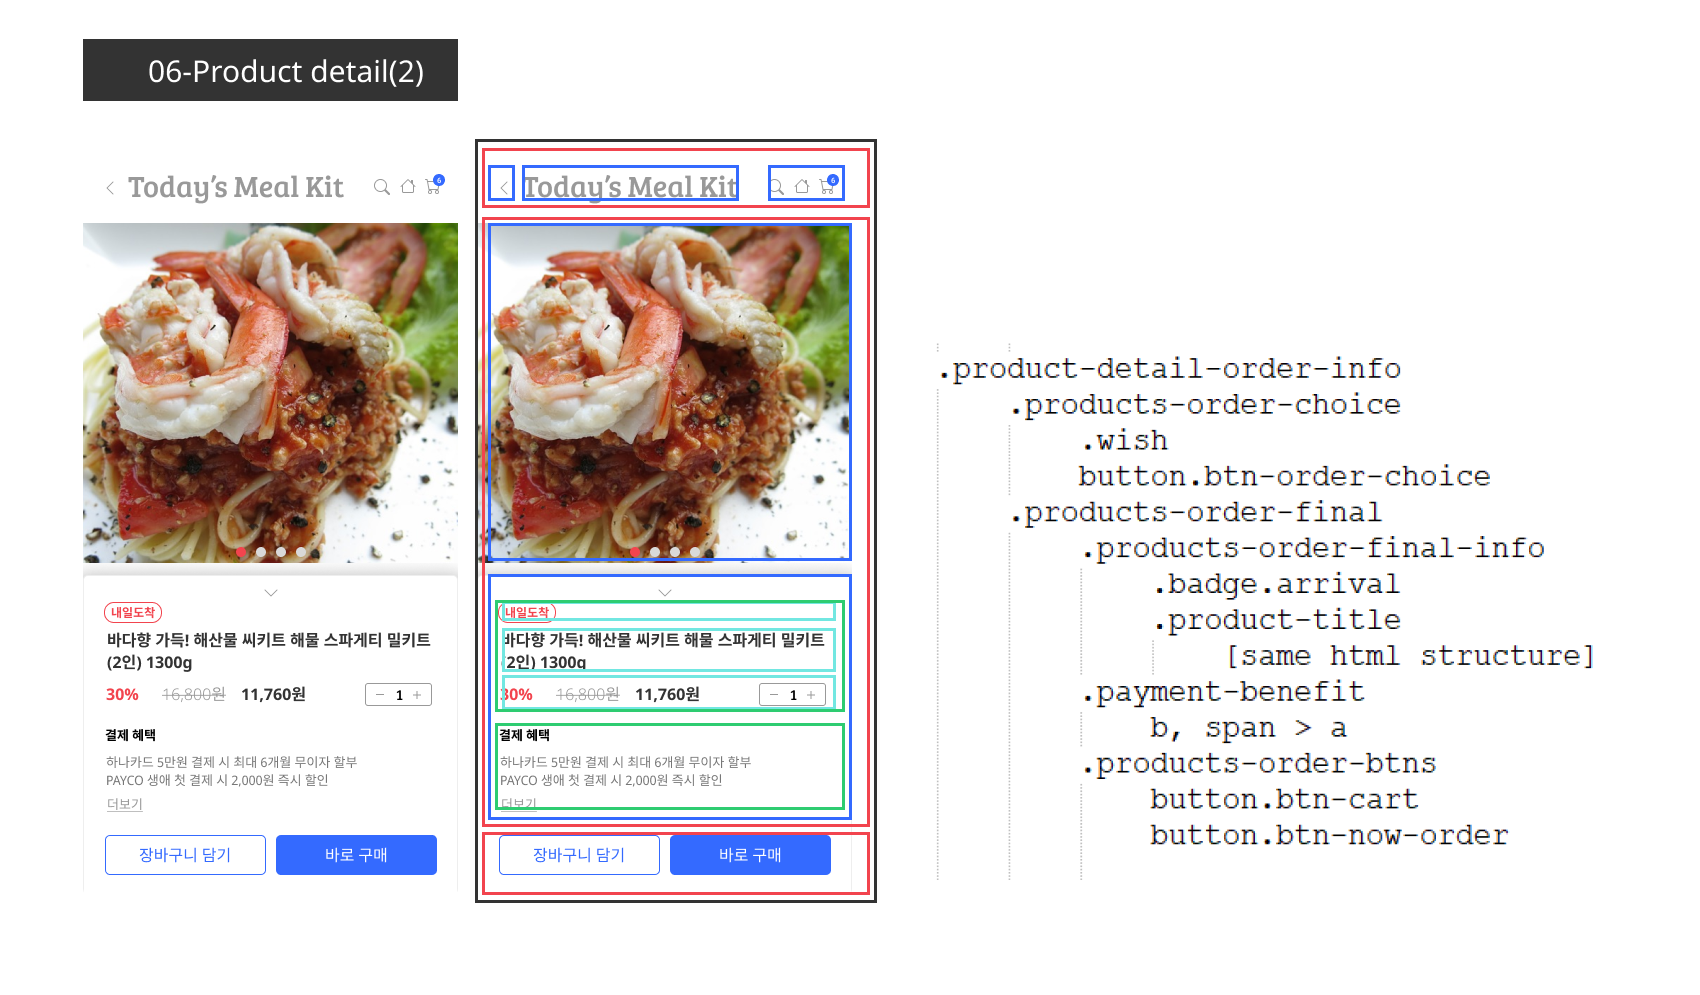 06-Product detail(2)
Today's Meal Kit
6
내일도착
바다향 가득! 해산물 씨키트 해물 스파게티 밀키트
(2인) 1300g
30% 16,800원 11,760원 − 1 +
결제 혜택
하나카드 5만원 결제 시 최대 6개월 무이자 할부
PAYCO 생애 첫 결제 시 2,000원 즉시 할인
더보기
장바구니 담기 바로 구매
Today's Meal Kit
6
내일도착
바다향 가득! 해산물 씨키트 해물 스파게티 밀키트
(2인) 1300g
30% 16,800원 11,760원 − 1 +
결제 혜택
하나카드 5만원 결제 시 최대 6개월 무이자 할부
PAYCO 생애 첫 결제 시 2,000원 즉시 할인
더보기
장바구니 담기 바로 구매
.product-detail-order-info
.products-order-choice
.wish
button.btn-order-choice
.products-order-final
.products-order-final-info
.badge.arrival
.product-title
[same html structure]
.payment-benefit
b, span > a
.products-order-btns
button.btn-cart
button.btn-now-order